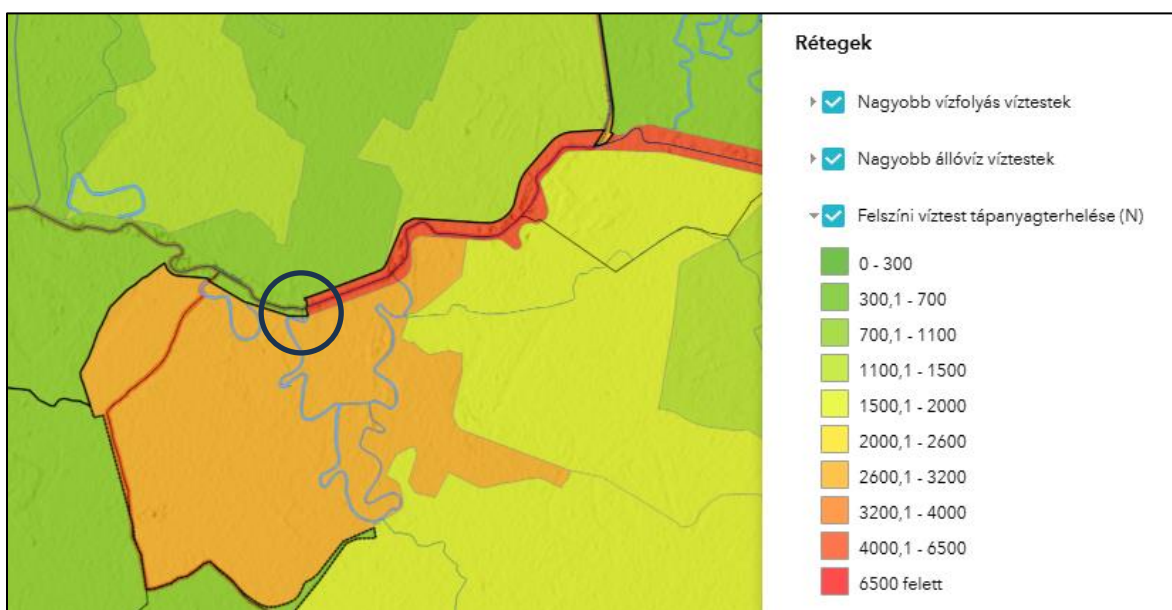 Rétegek
Nagyobb vízfolyás víztestek
Nagyobb állóvíz víztestek
Felszíni víztest tápanyagterhelése (N)
0 - 300
300,1 - 700
700,1 - 1100
1100,1 - 1500
1500,1 - 2000
2000,1 - 2600
2600,1 - 3200
3200,1 - 4000
4000,1 - 6500
6500 felett